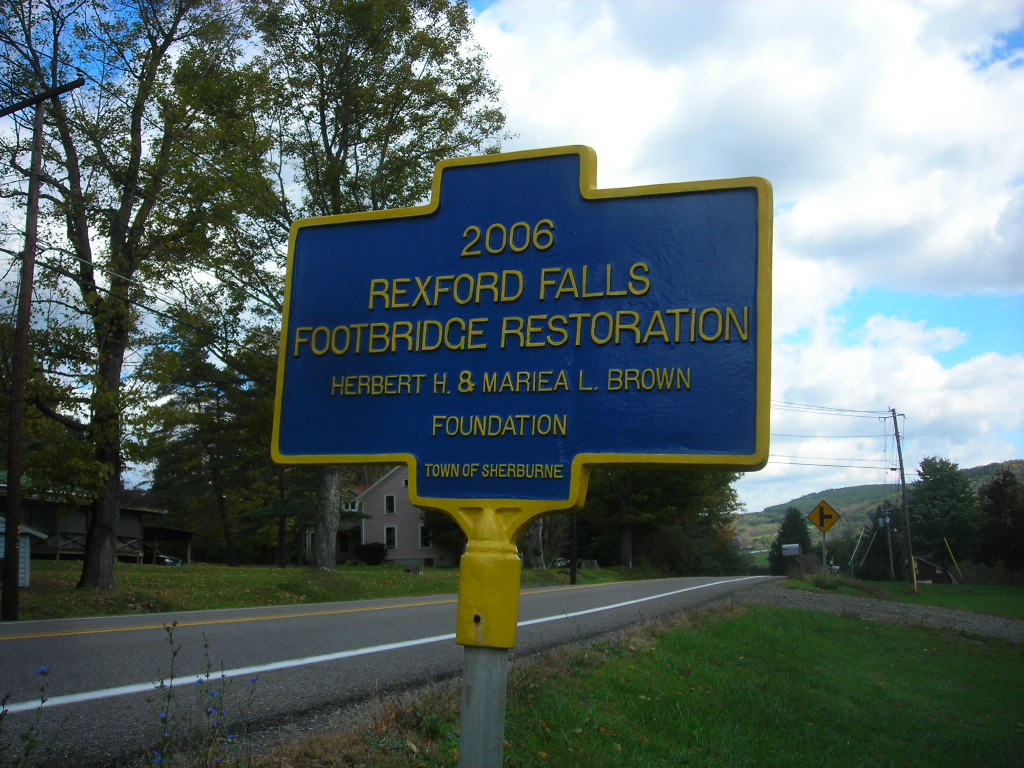 2006
REXFORD FALLS
FOOTBRIDGE RESTORATION
HERBERT H. & MARIEA L. BROWN
FOUNDATION
TOWN OF SHERBURNE